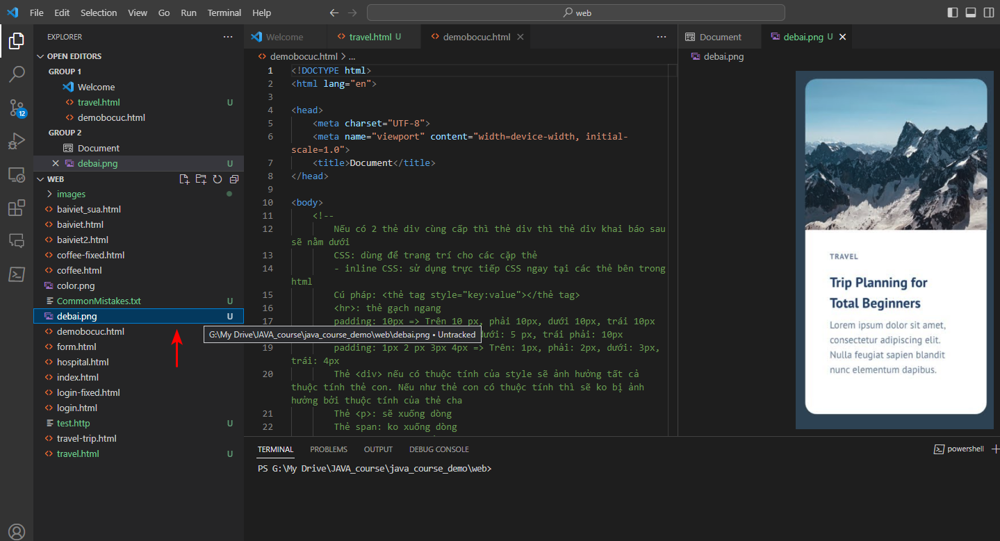 File Edit Selection View Go Run Terminal Help
web
EXPLORER
OPEN EDITORS
GROUP 1
Welcome
travel.html U
demobocuc.html
GROUP 2
Document
debai.png U
WEB
images
baiviet_sua.html
baiviet.html
baiviet2.html
coffee-fixed.html
coffee.html
color.png
CommonMistakes.txt U
debai.png U
demobocuc.html
form.html
hospital.html
index.html
login-fixed.html
login.html
test.http U
travel-trip.html
travel.html U
12
Welcome
travel.html U
demobocuc.html
demobocuc.html > ...
1 <!DOCTYPE html>
2 <html lang="en">
3
4 <head>
5 <meta charset="UTF-8">
6 <meta name="viewport" content="width=device-width, initial-
scale=1.0">
7 <title>Document</title>
8 </head>
9
10 <body>
11 <!--
12 Nếu có 2 thẻ div cùng cấp thì thẻ div thì thẻ div khai báo sau
sẽ nằm dưới
13 CSS: dùng để trang trí cho các cặp thẻ
14 - inline CSS: sử dụng trực tiếp CSS ngay tại các thẻ bên trong
html
15 Cú pháp: <thẻ tag style="key:value"></thẻ tag>
16 <hr>: thẻ gạch ngang
17 padding: 10px => Trên 10 px, phải 10px, dưới 10px, trái 10px
G:\My Drive\JAVA_course\java_course_demo\web\debai.png • Untracked
dưới: 5 px, trái phải: 10px
19 padding: 1px 2 px 3px 4px => Trên: 1px, phải: 2px, dưới: 3px,
trái: 4px
20 Thẻ <div> nếu có thuộc tính của style sẽ ảnh hưởng tất cả
thuộc tính thẻ con. Nếu như thẻ con có thuộc tính thì sẽ ko bị ảnh
hưởng bởi thuộc tính của thẻ cha
21 Thẻ <p>: sẽ xuống dòng
22 Thẻ span: ko xuống dòng
Document
debai.png U
debai.png
TRAVEL
Trip Planning for
Total Beginners
Lorem ipsum dolor sit amet,
consectetur adipiscing elit.
Nulla feugiat sapien blandit
nunc elementum dapibus.
TERMINAL PROBLEMS OUTPUT DEBUG CONSOLE
powershell
PS G:\My Drive\JAVA_course\java_course_demo\web>